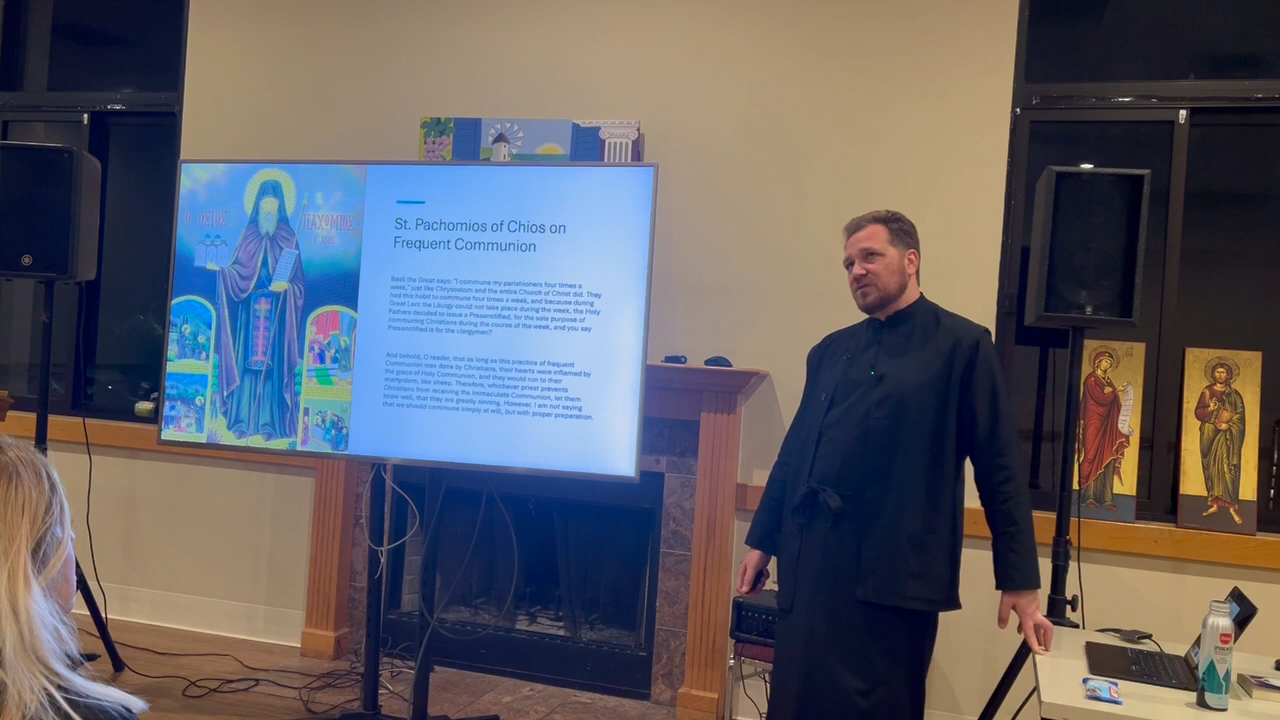 Ο ΟΣΙΟΣ
ΠΑΧΩΜΙΟΣ
St. Pachomios of Chios on
Frequent Communion
Basil the Great says: "I commune my parishioners four times a
week," just like Chrysostom and the entire Church of Christ did. They
had this habit to commune four times a week, and because during
Great Lent the Liturgy could not take place during the week, the Holy
Fathers decided to issue a Presanctified, for the sole purpose of
communing Christians during the course of the week, and you say
Presanctified is for the clergymen?
And behold, O reader, that as long as this practice of frequent
Communion was done by Christians, their hearts were inflamed by
the grace of Holy Communion, and they would run to their
martyrdom, like sheep. Therefore, whichever priest prevents
Christians from receiving the Immaculate Communion, let them
know well, that they are greatly sinning. However, I am not saying
that we should commune simply at will, but with proper preparation.